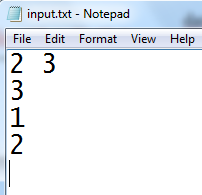 input.txt - Notepad
File Edit Format View Help
2 3
3
1
2